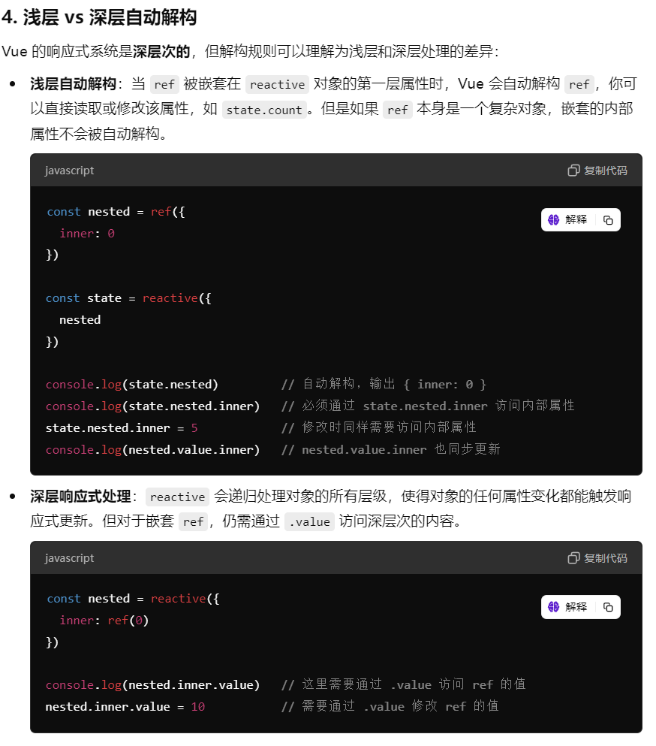 4. 浅层 vs 深层自动解构
Vue 的响应式系统是深层次的，但解构规则可以理解为浅层和深层处理的差异：
• 浅层自动解构：当 ref 被嵌套在 reactive 对象的第一层属性时，Vue 会自动解构 ref，你可
以直接读取或修改该属性，如 state.count。但是如果 ref 本身是一个复杂对象，嵌套的内部
属性不会被自动解构。
javascript 复制代码
const nested = ref({
解释
  inner: 0
})
const state = reactive({
  nested
})
console.log(state.nested)         // 自动解构，输出 { inner: 0 }
console.log(state.nested.inner)   // 必须通过 state.nested.inner 访问内部属性
state.nested.inner = 5            // 修改时同样需要访问内部属性
console.log(nested.value.inner)   // nested.value.inner 也同步更新
• 深层响应式处理：reactive 会递归处理对象的所有层级，使得对象的任何属性变化都能触发响
应式更新。但对于嵌套 ref，仍需通过 .value 访问深层次的内容。
javascript 复制代码
const nested = reactive({
解释
  inner: ref(0)
})
console.log(nested.inner.value)   // 这里需要通过 .value 访问 ref 的值
nested.inner.value = 10           // 需要通过 .value 修改 ref 的值